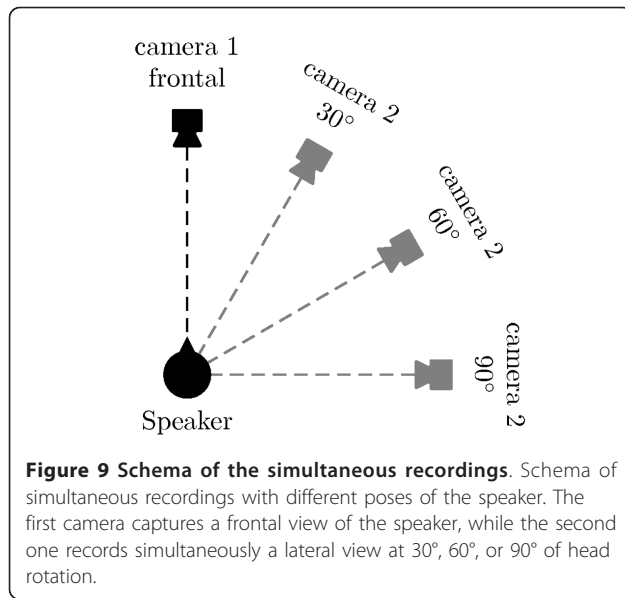 camera 1
frontal
camera 2
30°
camera 2
60°
camera 2
90°
Speaker
Figure 9 Schema of the simultaneous recordings. Schema of
simultaneous recordings with different poses of the speaker. The
first camera captures a frontal view of the speaker, while the second
one records simultaneously a lateral view at 30°, 60°, or 90° of head
rotation.